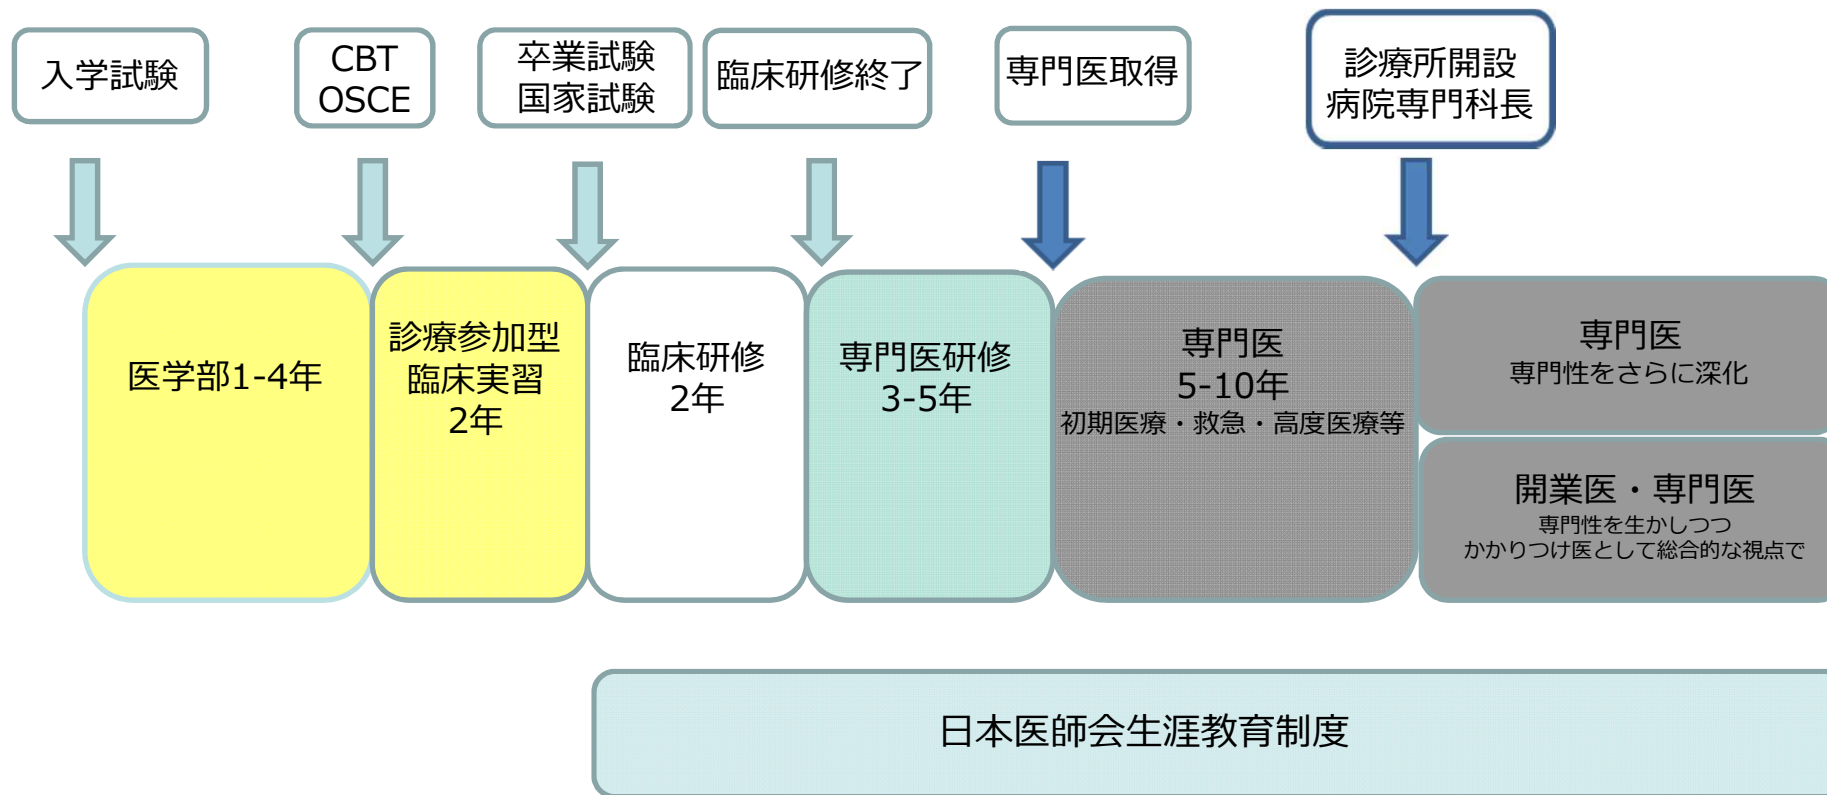 入学試験
CBT
OSCE
卒業試験
国家試験
臨床研修終了
専門医取得
診療所開設
病院専門科長
医学部1-4年
診療参加型
臨床実習
2年
臨床研修
2年
専門医研修
3-5年
専門医
5-10年
初期医療・救急・高度医療等
専門医
専門性をさらに深化
開業医・専門医
専門性を生かしつつ
かかりつけ医として総合的な視点で
日本医師会生涯教育制度